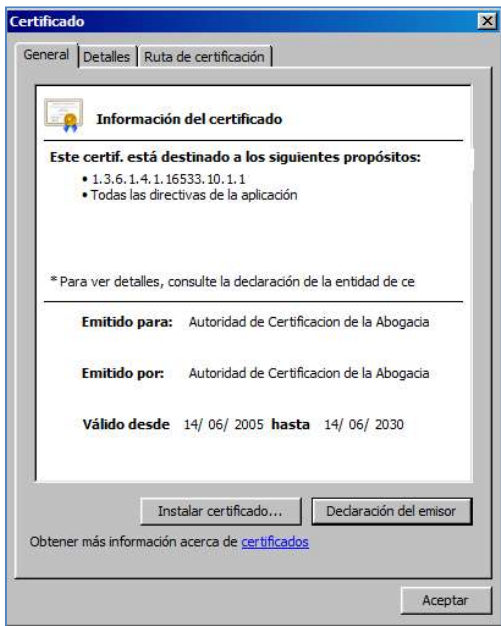 Certificado
General Detalles Ruta de certificación
Información del certificado
Este certif. está destinado a los siguientes propósitos:
• 1.3.6.1.4.1.16533.10.1.1
• Todas las directivas de la aplicación
* Para ver detalles, consulte la declaración de la entidad de ce
Emitido para: Autoridad de Certificacion de la Abogacia
Emitido por: Autoridad de Certificacion de la Abogacia
Válido desde 14/ 06/ 2005 hasta 14/ 06/ 2030
Instalar certificado... Declaración del emisor
Obtener más información acerca de certificados
Aceptar